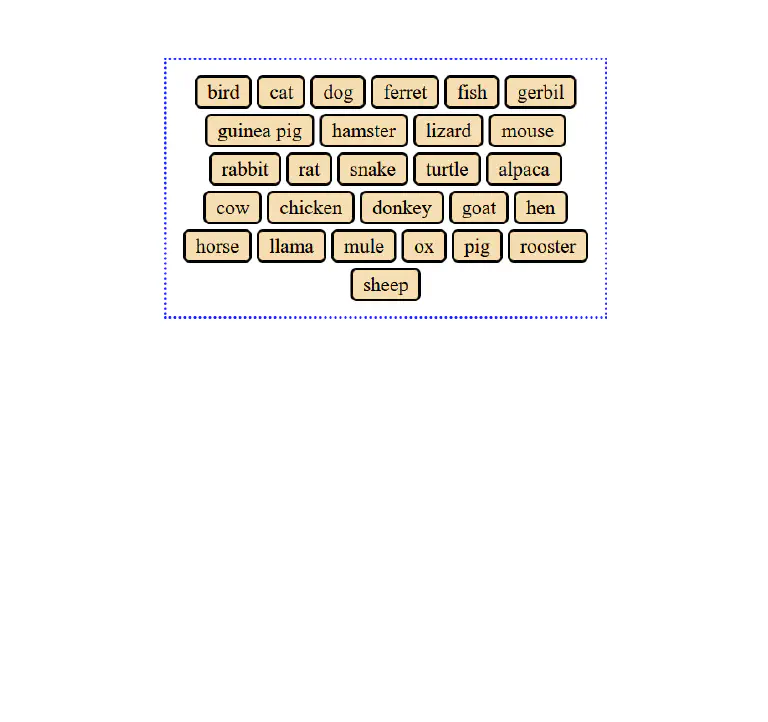 bird cat dog ferret fish gerbil
guinea pig hamster lizard mouse
rabbit rat snake turtle alpaca
cow chicken donkey goat hen
horse llama mule ox pig rooster
sheep